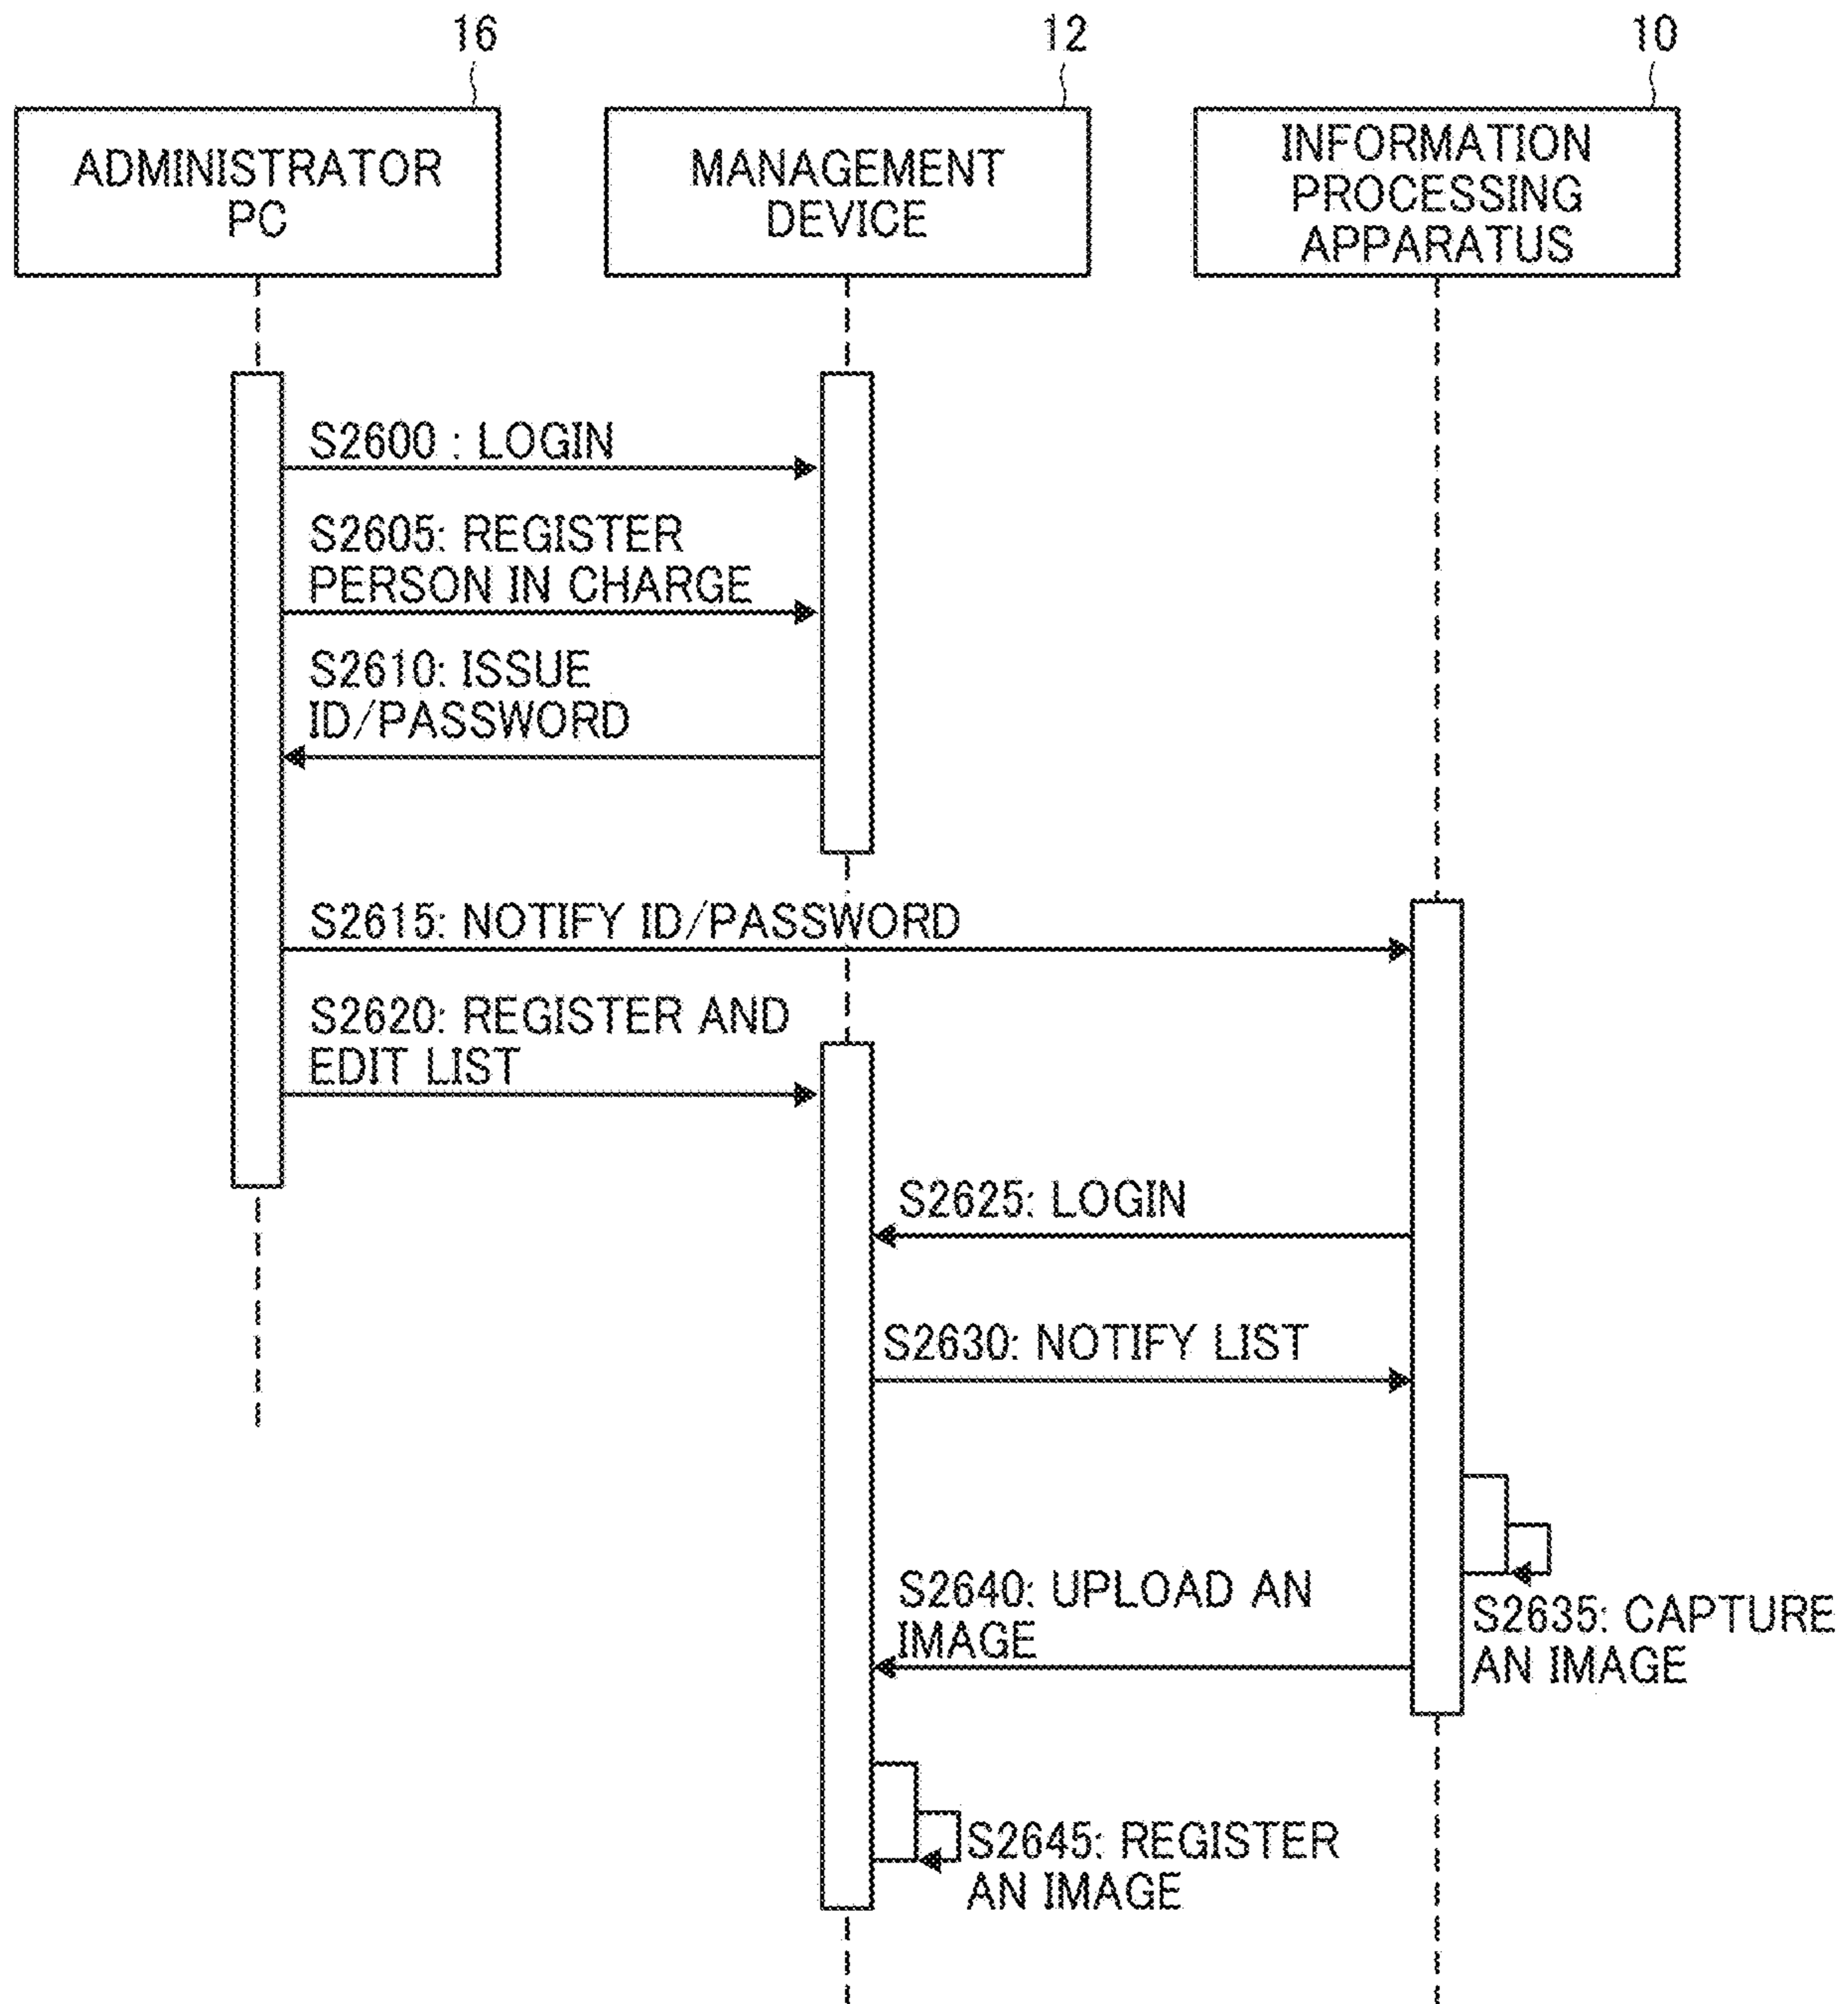 16
12
10
ADMINISTRATOR
PC
MANAGEMENT
DEVICE
INFORMATION
PROCESSING
APPARATUS
S2600 : LOGIN
S2605: REGISTER
PERSON IN CHARGE
S2610: ISSUE
ID/PASSWORD
S2615: NOTIFY ID/PASSWORD
S2620: REGISTER AND
EDIT LIST
S2625: LOGIN
S2630: NOTIFY LIST
S2635: CAPTURE
AN IMAGE
S2640: UPLOAD AN
IMAGE
S2645: REGISTER
AN IMAGE